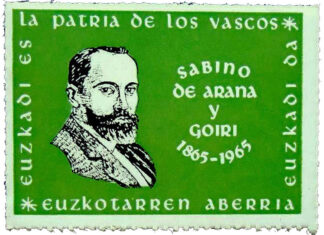 EUZKADI ES
LA PATRIA DE LOS VASCOS
SABINO
DE ARANA
Y
GOIRI
1865-1965
EUZKADI DA
EUZKOTARREN ABERRIA